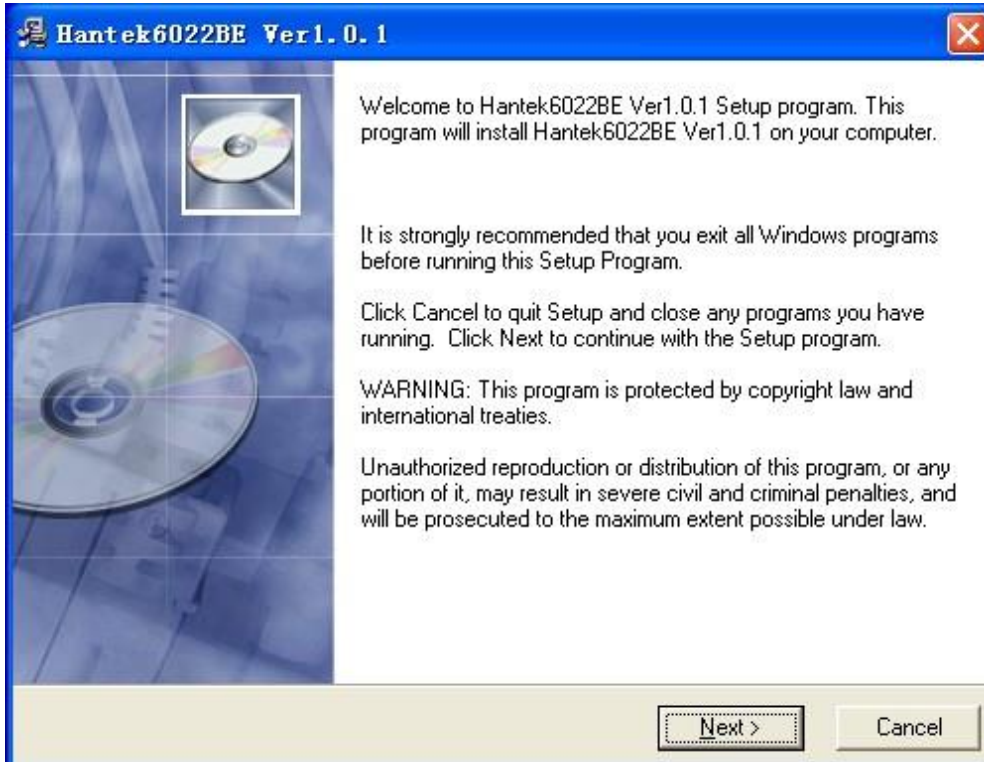 Hantek6022BE Ver1.0.1
Welcome to Hantek6022BE Ver1.0.1 Setup program. This
program will install Hantek6022BE Ver1.0.1 on your computer.
It is strongly recommended that you exit all Windows programs
before running this Setup Program.
Click Cancel to quit Setup and close any programs you have
running.  Click Next to continue with the Setup program.
WARNING: This program is protected by copyright law and
international treaties.
Unauthorized reproduction or distribution of this program, or any
portion of it, may result in severe civil and criminal penalties, and
will be prosecuted to the maximum extent possible under law.
Next >
Cancel